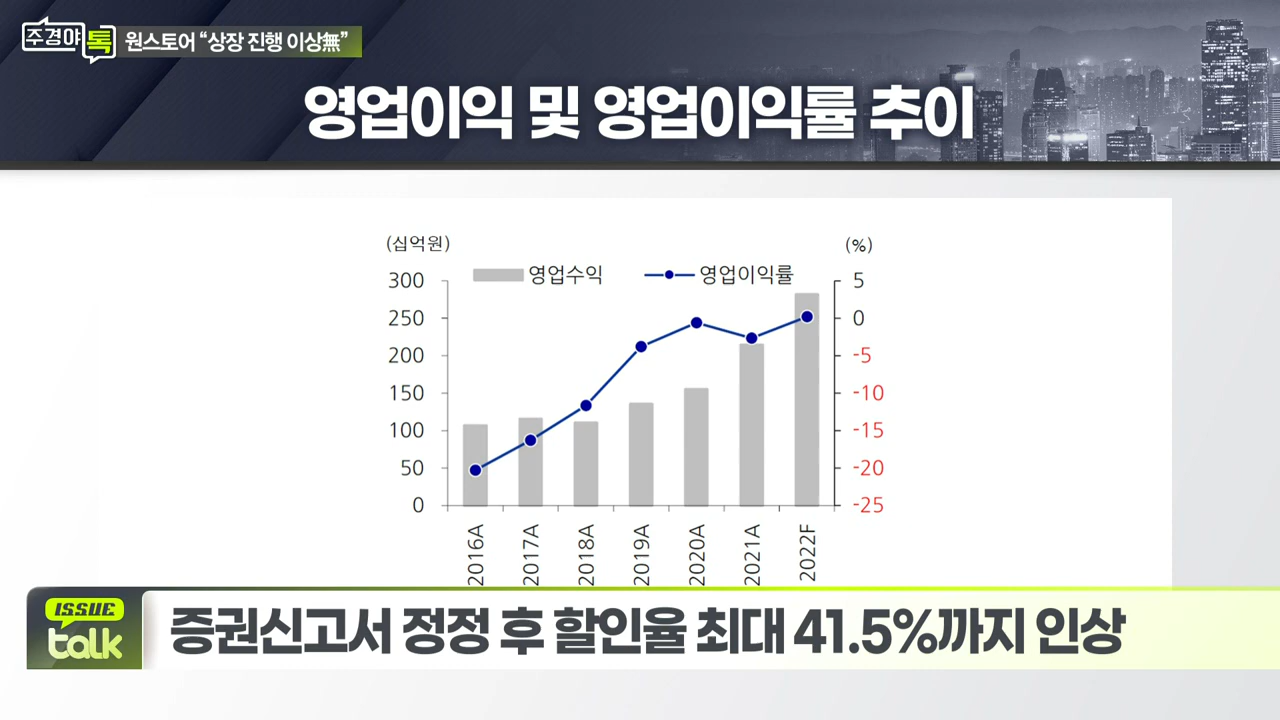 주경야톡 원스토어 “상장 진행 이상無”
영업이익 및 영업이익률 추이
(십억원) (%)
영업수익 영업이익률
300 5
250 0
200 -5
150 -10
100 -15
50 -20
0 -25
2016A 2017A 2018A 2019A 2020A 2021A 2022F
ISSUE
talk
증권신고서 정정 후 할인율 최대 41.5%까지 인상